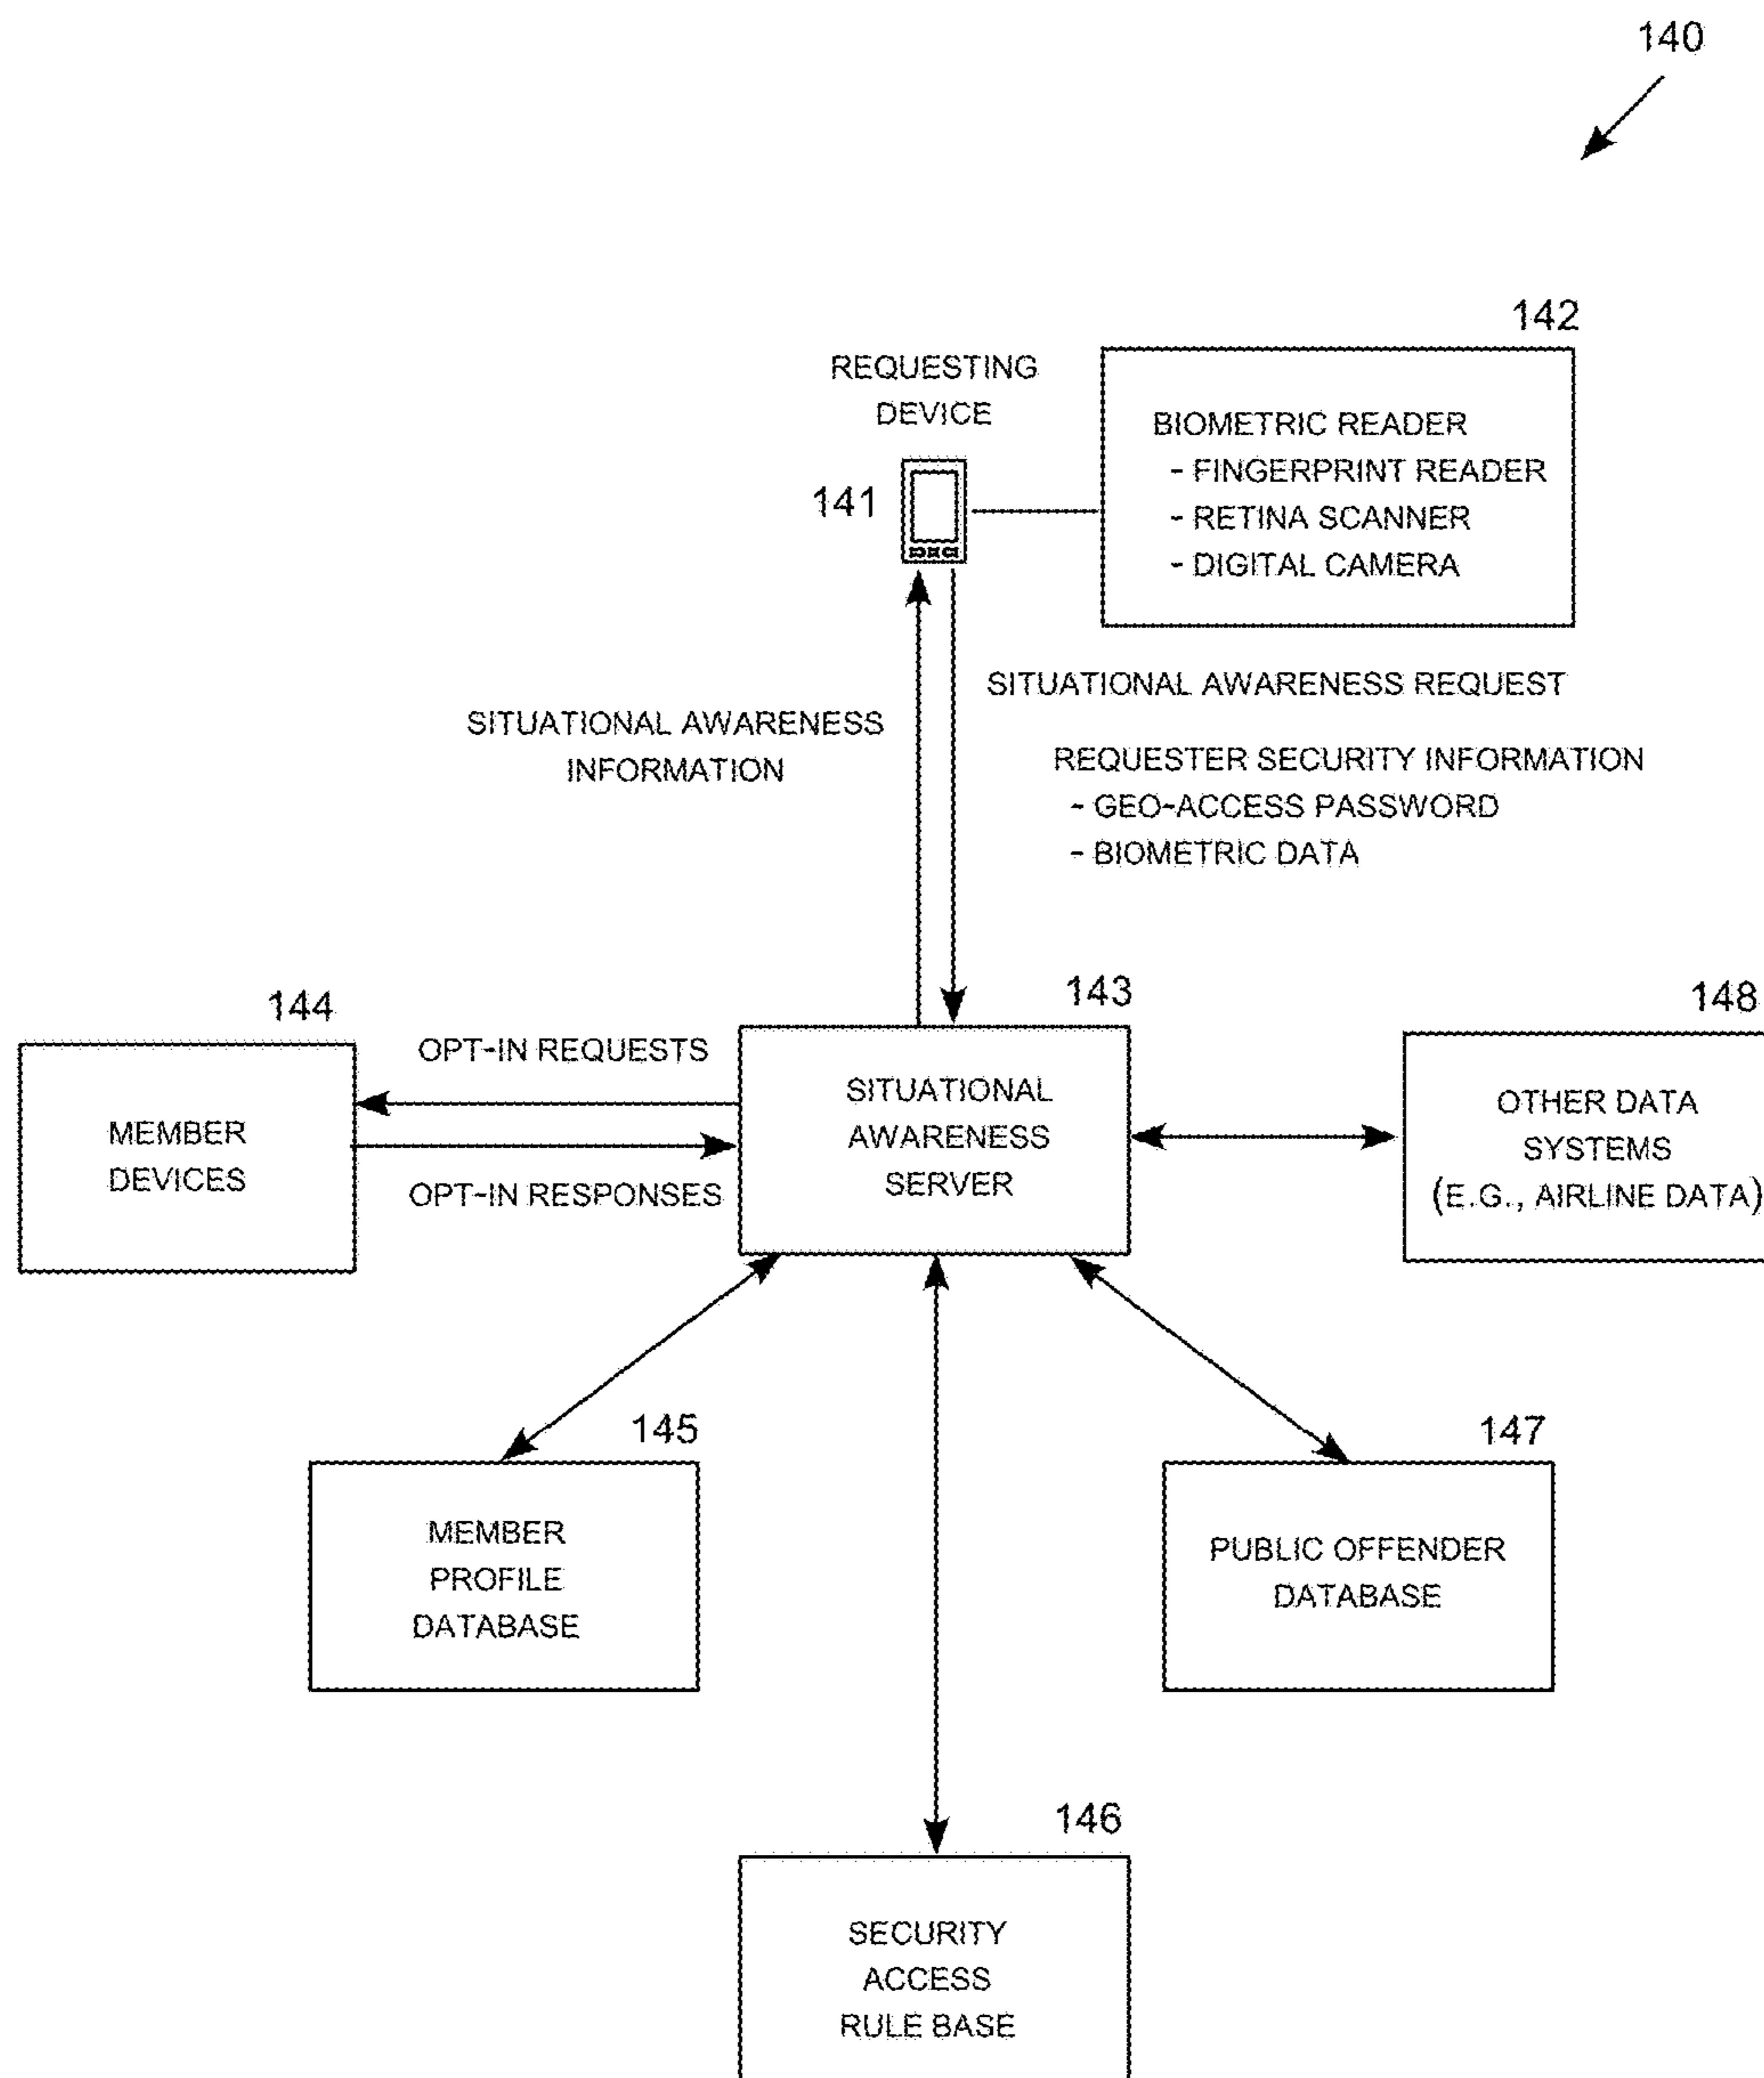 140
142
REQUESTING
DEVICE
141
BIOMETRIC READER
- FINGERPRINT READER
- RETINA SCANNER
- DIGITAL CAMERA
SITUATIONAL AWARENESS REQUEST
SITUATIONAL AWARENESS
INFORMATION
REQUESTER SECURITY INFORMATION
- GEO-ACCESS PASSWORD
- BIOMETRIC DATA
144
143
148
OPT-IN REQUESTS
MEMBER
DEVICES
OPT-IN RESPONSES
SITUATIONAL
AWARENESS
SERVER
OTHER DATA
SYSTEMS
(E.G., AIRLINE DATA)
145
147
MEMBER
PROFILE
DATABASE
PUBLIC OFFENDER
DATABASE
146
SECURITY
ACCESS
RULE BASE